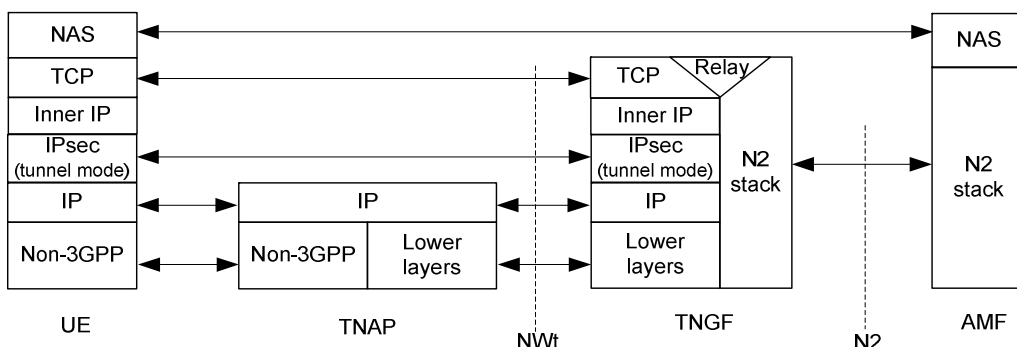 NAS
TCP
Inner IP
IPsec
(tunnel mode)
IP
Non-3GPP
UE
IP
Non-3GPP
Lower
layers
TNAP
NWt
TCP
Relay
Inner IP
IPsec
(tunnel mode)
IP
Lower
layers
N2
stack
TNGF
N2
NAS
N2
stack
AMF